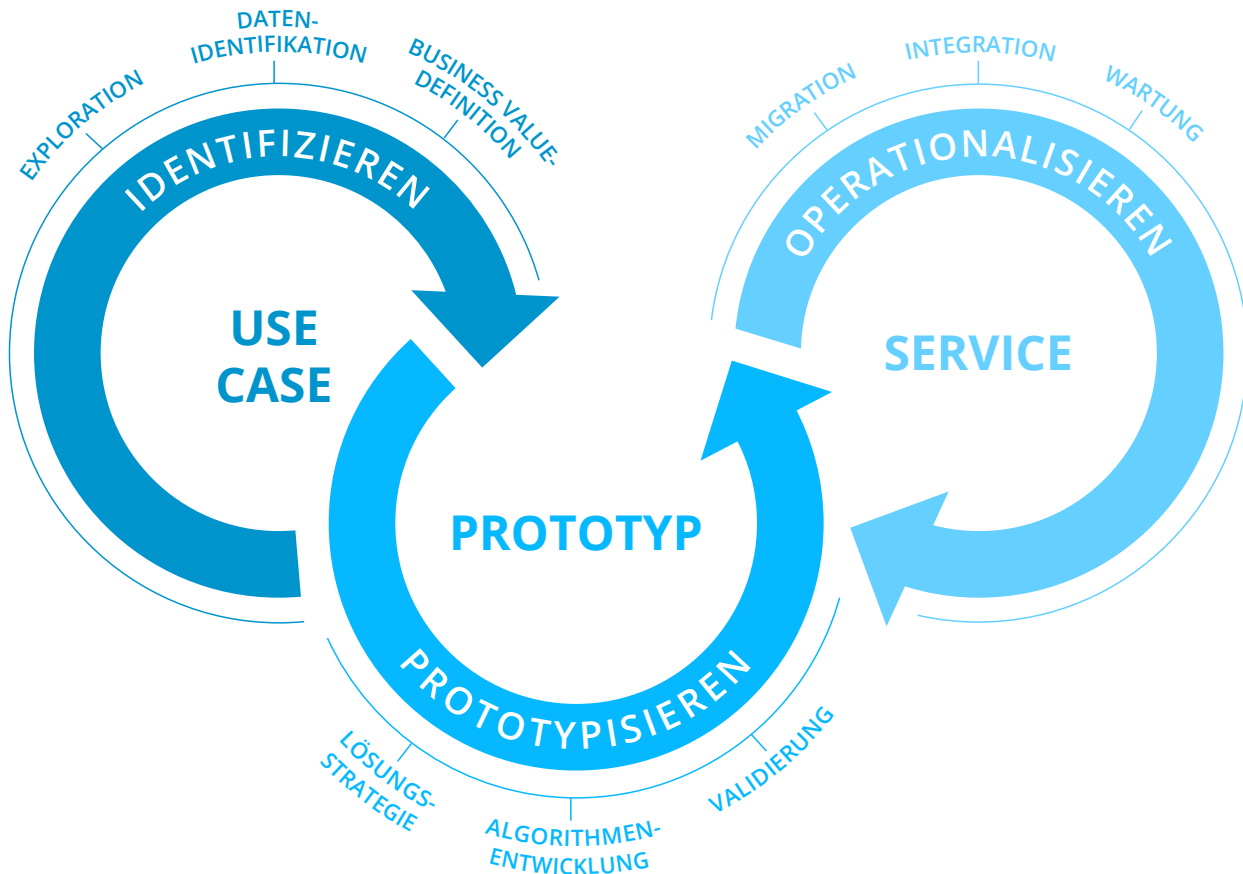 EXPLORATION
DATEN-
IDENTIFIKATION
BUSINESS VALUE-
DEFINITION
IDENTIFIZIEREN
USE
CASE
PROTOTYP
PROTOTYPISIEREN
LÖSUNGS-
STRATEGIE
ALGORITHMEN-
ENTWICKLUNG
VALIDIERUNG
MIGRATION
INTEGRATION
WARTUNG
OPERATIONALISIEREN
SERVICE